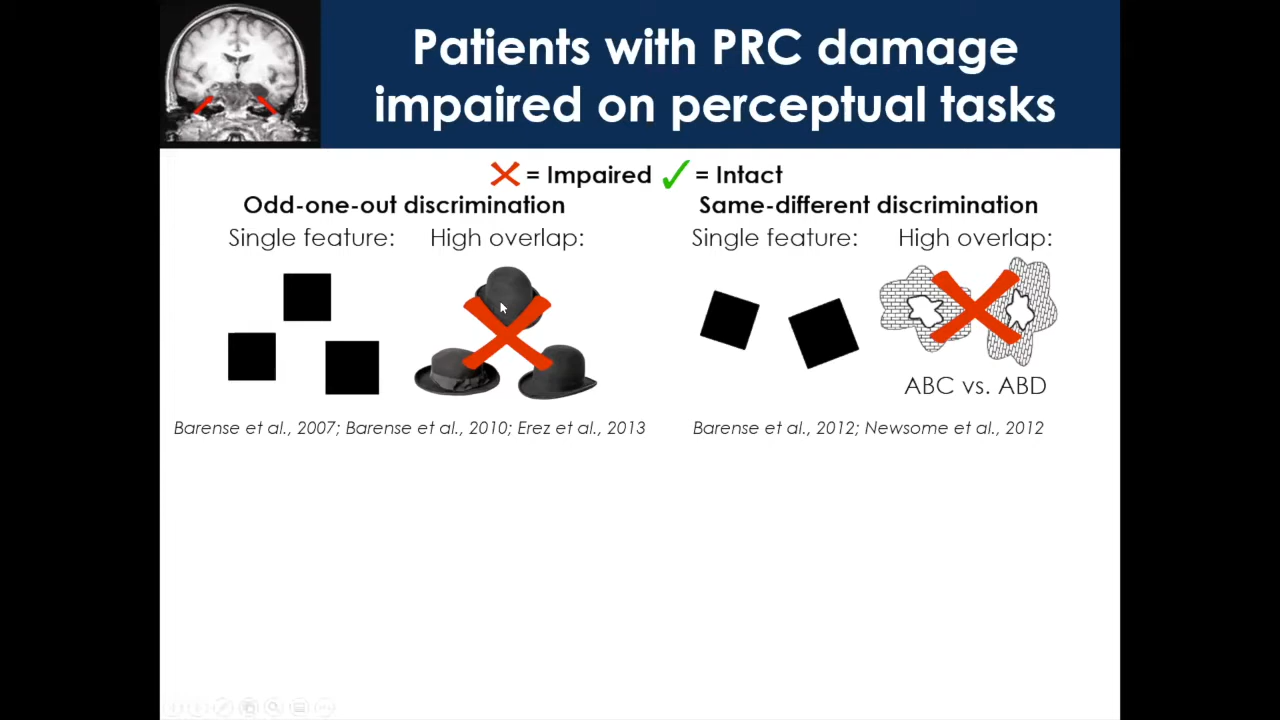 Patients with PRC damage
impaired on perceptual tasks
= Impaired = Intact
Odd-one-out discrimination
Single feature: High overlap:
Barense et al., 2007; Barense et al., 2010; Erez et al., 2013
Same-different discrimination
Single feature: High overlap:
ABC vs. ABD
Barense et al., 2012; Newsome et al., 2012